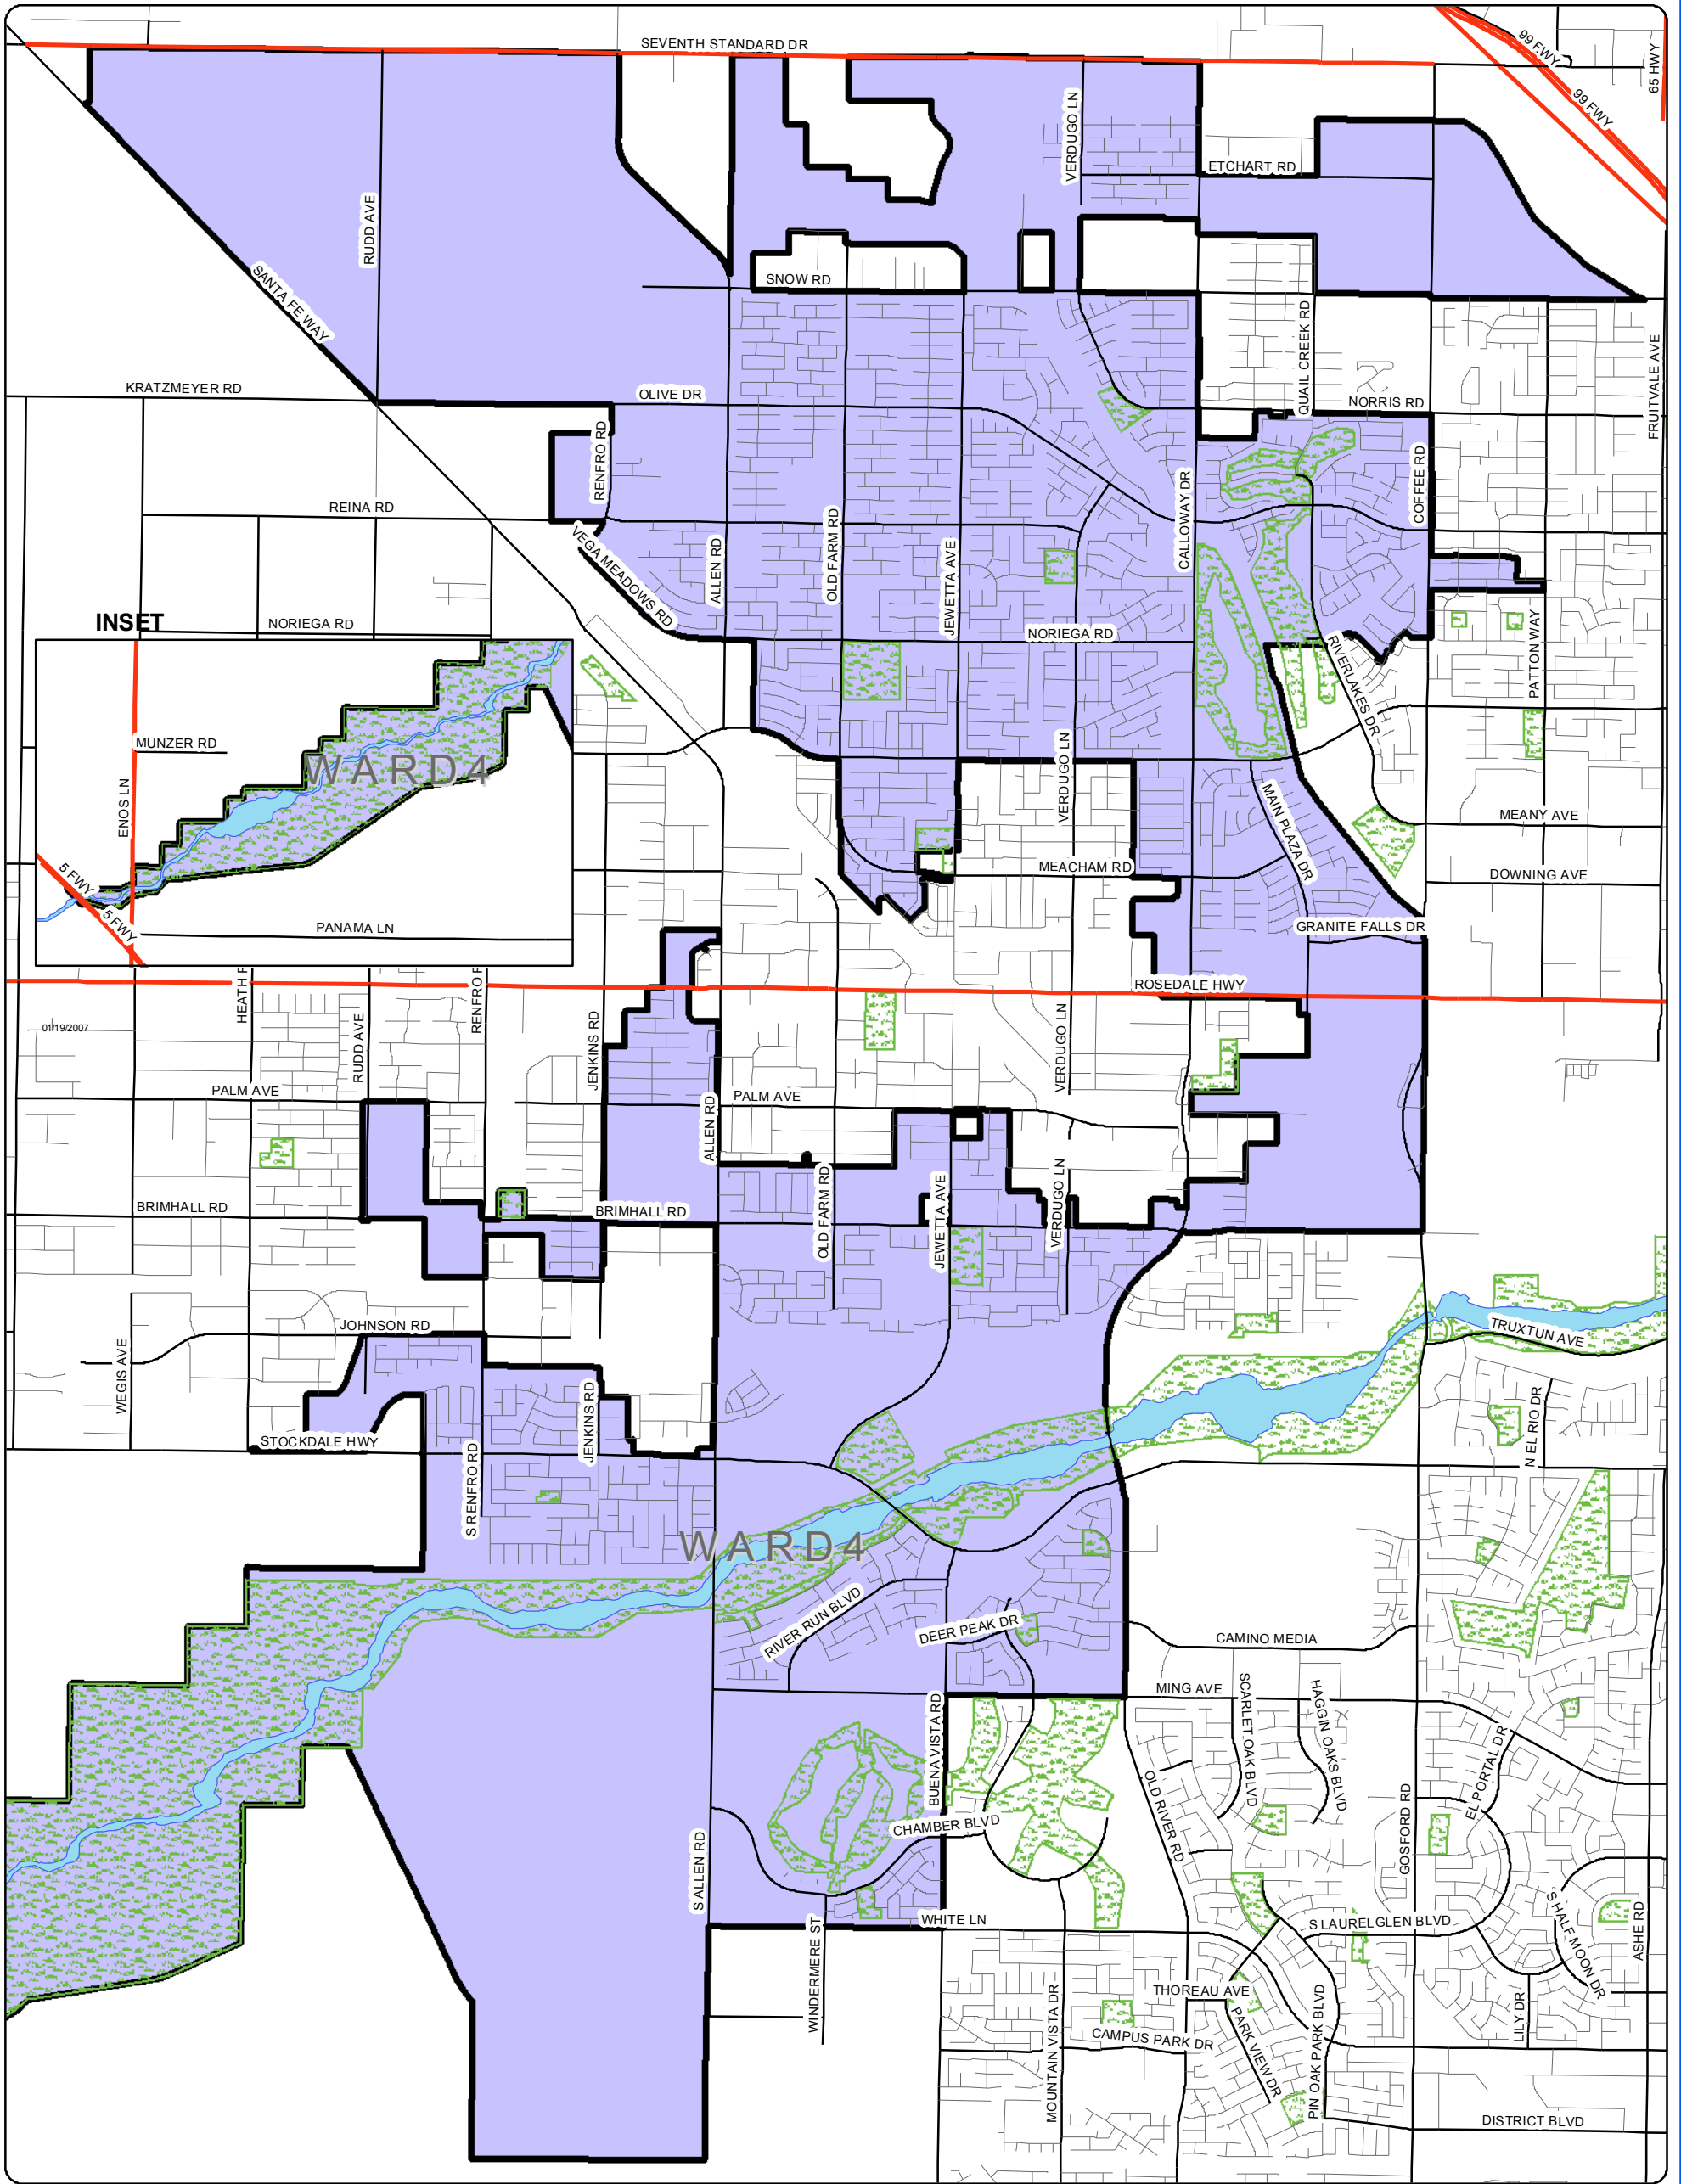 SEVENTH STANDARD DR
99 FWY
65 HWY
99 FWY
VERDUGO LN
ETCHART RD
RUDD AVE
SANTA FE WAY
SNOW RD
QUAIL CREEK RD
FRUITVALE AVE
KRATZMEYER RD
OLIVE DR
NORRIS RD
RENFRO RD
COFFEE RD
CALLOWAY DR
REINA RD
OLD FARM RD
VEGA MEADOWS RD
ALLEN RD
JEWETTA AVE
INSET
NORIEGA RD
NORIEGA RD
PATTON WAY
RIVERLAKES DR
MUNZER RD
WARD 4
ENOS LN
VERDUGO LN
MAIN PLAZA DR
MEANY AVE
MEACHAM RD
DOWNING AVE
5 FWY
5 FWY
PANAMA LN
GRANITE FALLS DR
ROSEDALE HWY
HEATH R
RENFRO R
01/19/2007
RUDD AVE
JENKINS RD
VERDUGO LN
PALM AVE
PALM AVE
ALLEN RD
OLD FARM RD
JEWETTA AVE
VERDUGO LN
BRIMHALL RD
BRIMHALL RD
JOHNSON RD
TRUXTUN AVE
WEGIS AVE
JENKINS RD
N EL RIO DR
STOCKDALE HWY
S RENFRO RD
WARD 4
RIVER RUN BLVD
DEER PEAK DR
CAMINO MEDIA
MING AVE
SCARLET OAK BLVD
HAGGIN OAKS BLVD
BUENA VISTA RD
EL PORTAL DR
OLD RIVER RD
GOSFORD RD
CHAMBER BLVD
S ALLEN RD
WHITE LN
S LAURELGLEN BLVD
S HALF MOON DR
ASHE RD
WINDERMERE ST
THOREAU AVE
MOUNTAIN VISTA DR
CAMPUS PARK DR
PARK VIEW DR
PIN OAK PARK BLVD
LILY DR
DISTRICT BLVD